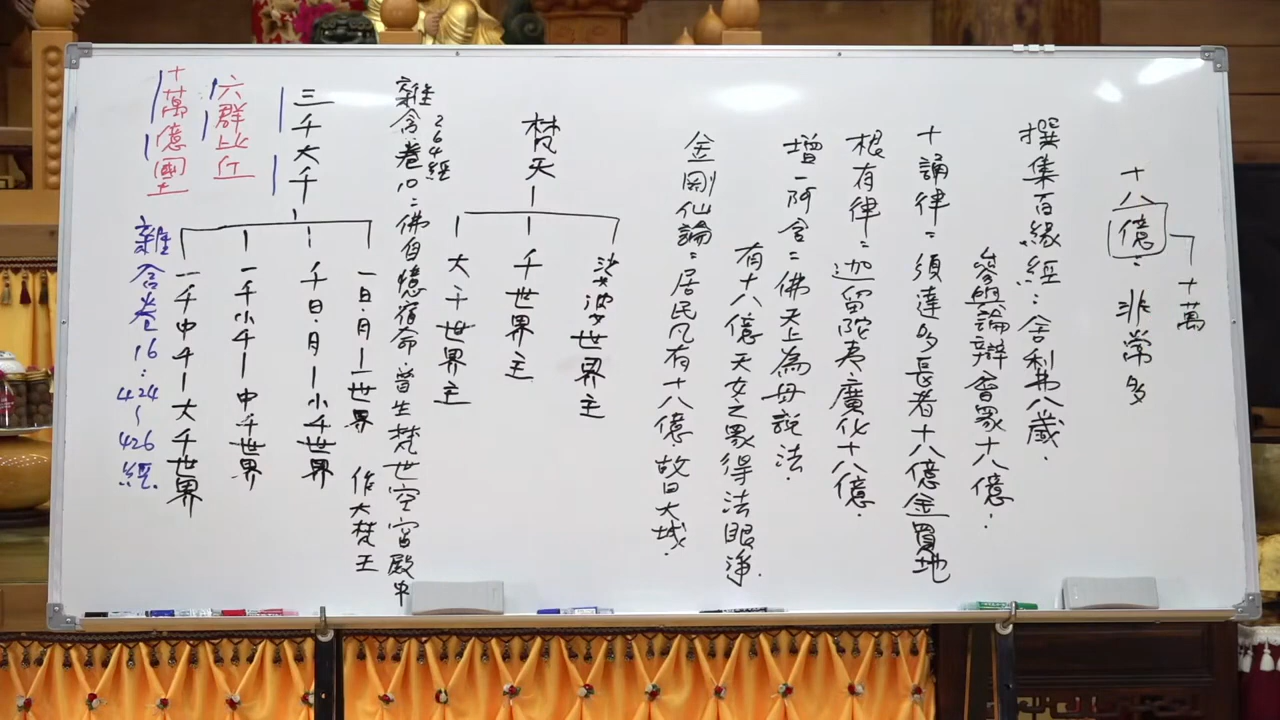 十八億：非常多
十萬
撰集百緣經：舍利弗八歲．
參與論辯會眾十八億．
十誦律：須達多長者十八億金買地
根有律：迦留陀夷廣化十八億．
增一阿含：佛天上為母說法．
有十八億天女之眾得法眼淨．
金剛仙論：居民凡有十八億故曰大城．
梵天
娑婆世界主
千世界主
大千世界主
264經
雜含．卷10：佛自憶宿命．曾生梵世空宮殿中
作大梵王
三千大千
一日．月一世界
千日．月一小千世界
一千小千一中千世界
一千中千一大千世界
六群比丘
十萬億國土
雜含卷16：424~426經．